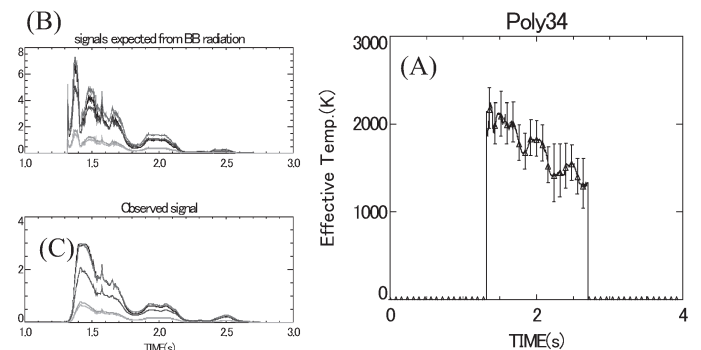 (B)
signals expected from BB radiation
8
6
4
2
0
1.0 1.5 2.0 2.5 3.0
Observed signal
(C)
4
2
0
1.0 1.5 2.0 2.5 3.0
TIME(s)
Poly34
(A)
Effective Temp.(K)
3000
2000
1000
0
0 2 4
TIME(s)